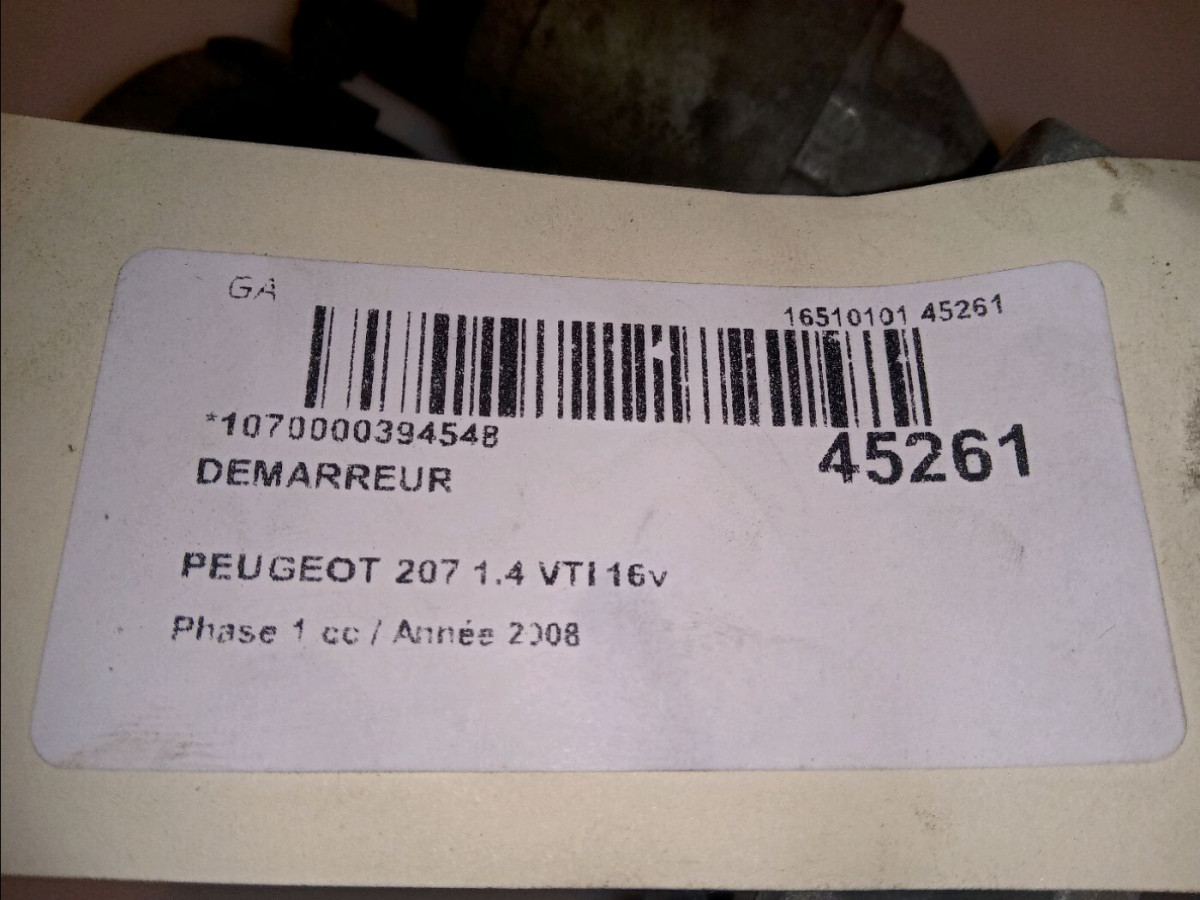 GA
16510101 45261
*1070000394548
45261
DEMARREUR
PEUGEOT 207 1.4 VTI 16v
Phase 1 cc / Année 2008